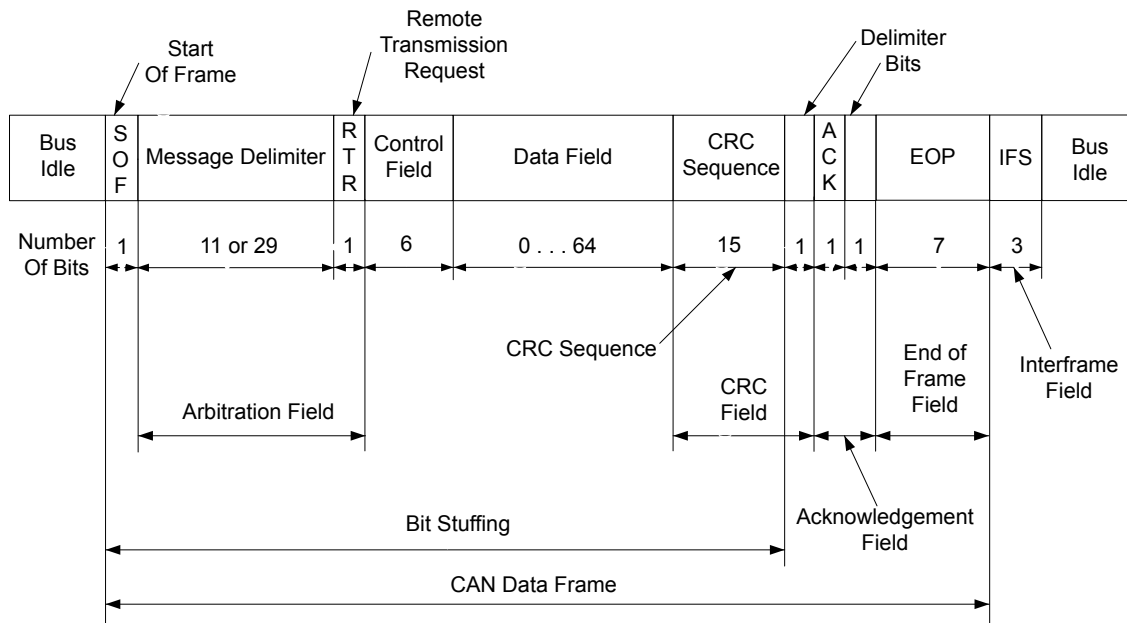 Start
Of Frame
Remote
Transmission
Request
Delimiter
Bits
Bus
Idle
S
O
F
Message Delimiter
R
T
R
Control
Field
Data Field
CRC
Sequence
A
C
K
EOP
IFS
Bus
Idle
Number
Of Bits
1
11 or 29
1
6
0 . . . 64
15
1
1
1
7
3
CRC Sequence
Arbitration Field
CRC
Field
End of
Frame
Field
Interframe
Field
Bit Stuffing
Acknowledgement
Field
CAN Data Frame